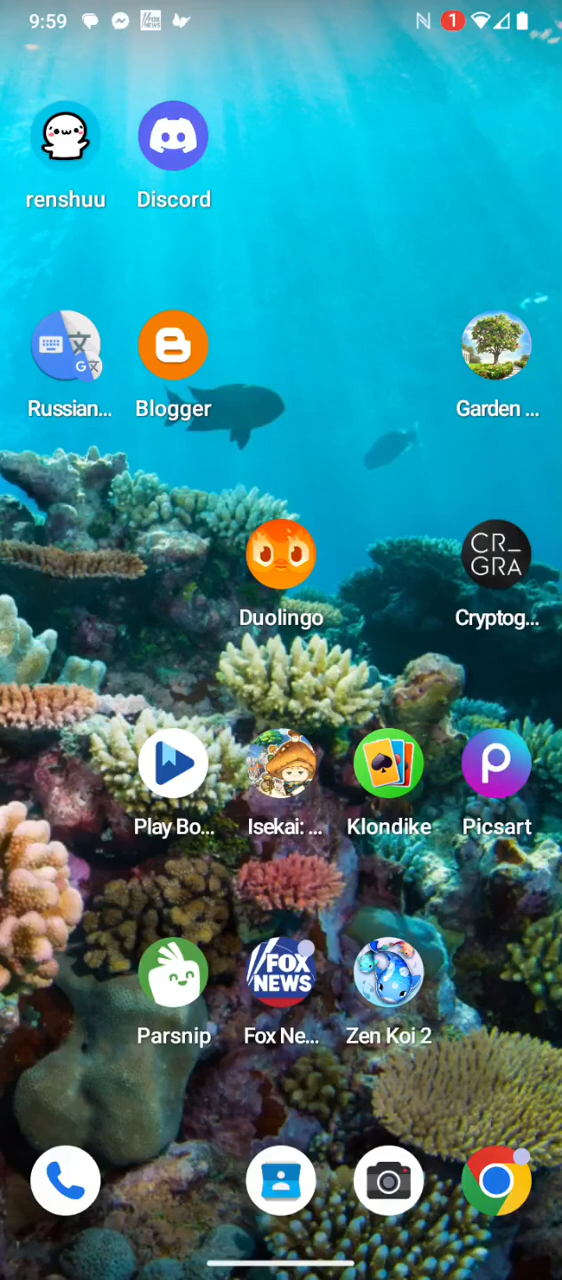 9:59
1
renshuu
Discord
Russian...
Blogger
Garden ...
CR_
GRA
Duolingo
Cryptog...
Play Bo...
Isekai: ...
Klondike
Picsart
FOX
NEWS
Parsnip
Fox Ne...
Zen Koi 2